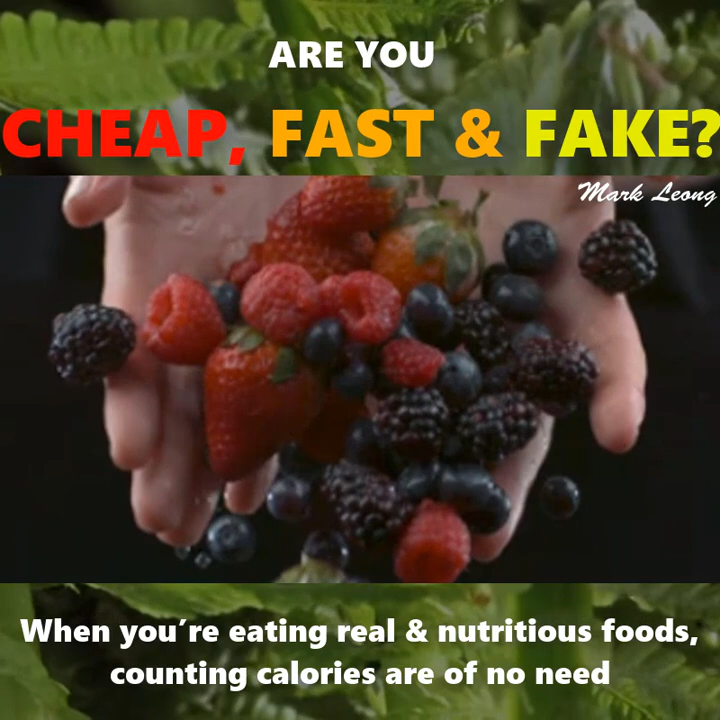 ARE YOU
CHEAP, FAST & FAKE?
Mark Leong
When you’re eating real & nutritious foods,
counting calories are of no need